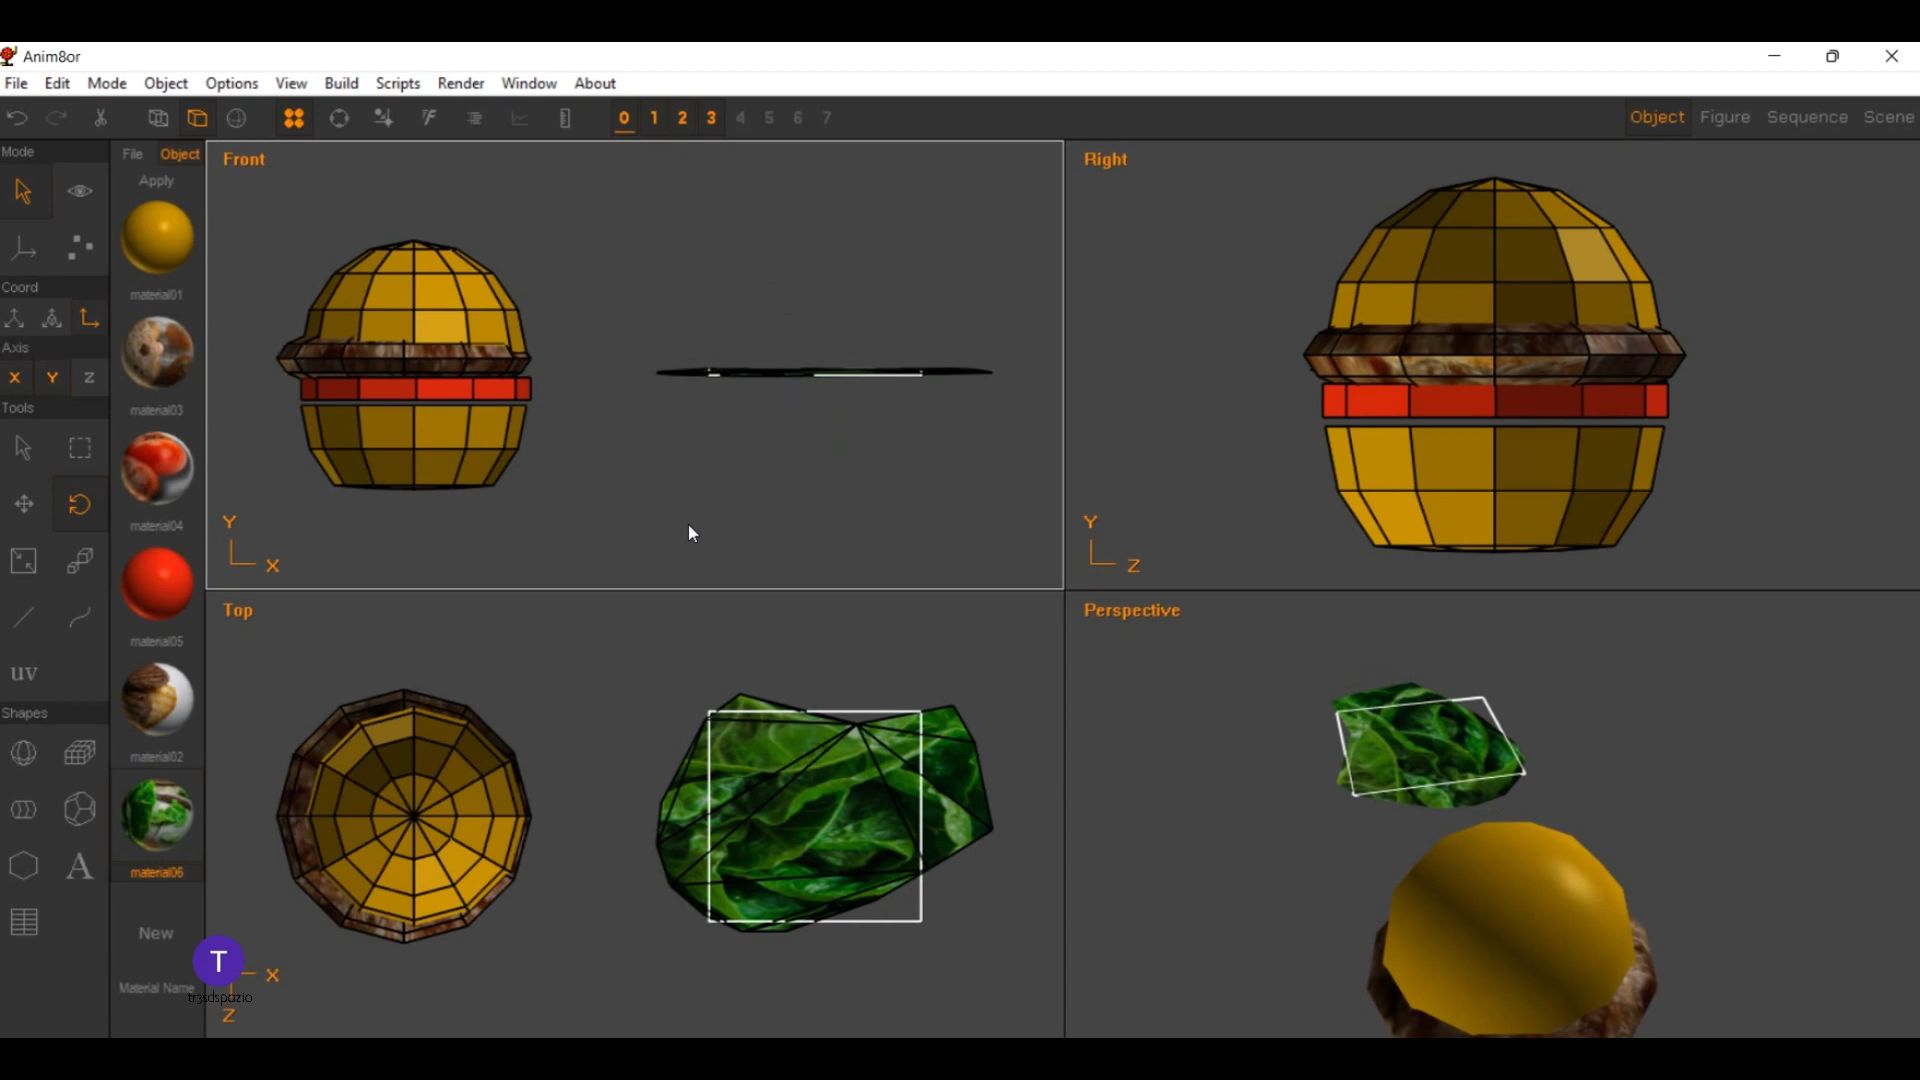 Anim8or
File Edit Mode Object Options View Build Scripts Render Window About
0 1 2 3 4 5 6 7
Object Figure Sequence Scene
Mode
File Object
Apply
Front
Right
material01
Coord
Axis
X Y Z
material03
Tools
material04
Y
X
Y
Z
Top
Perspective
material05
uv
Shapes
material02
A
material06
New
T
X
Material Name
tr3sdspazio
Z